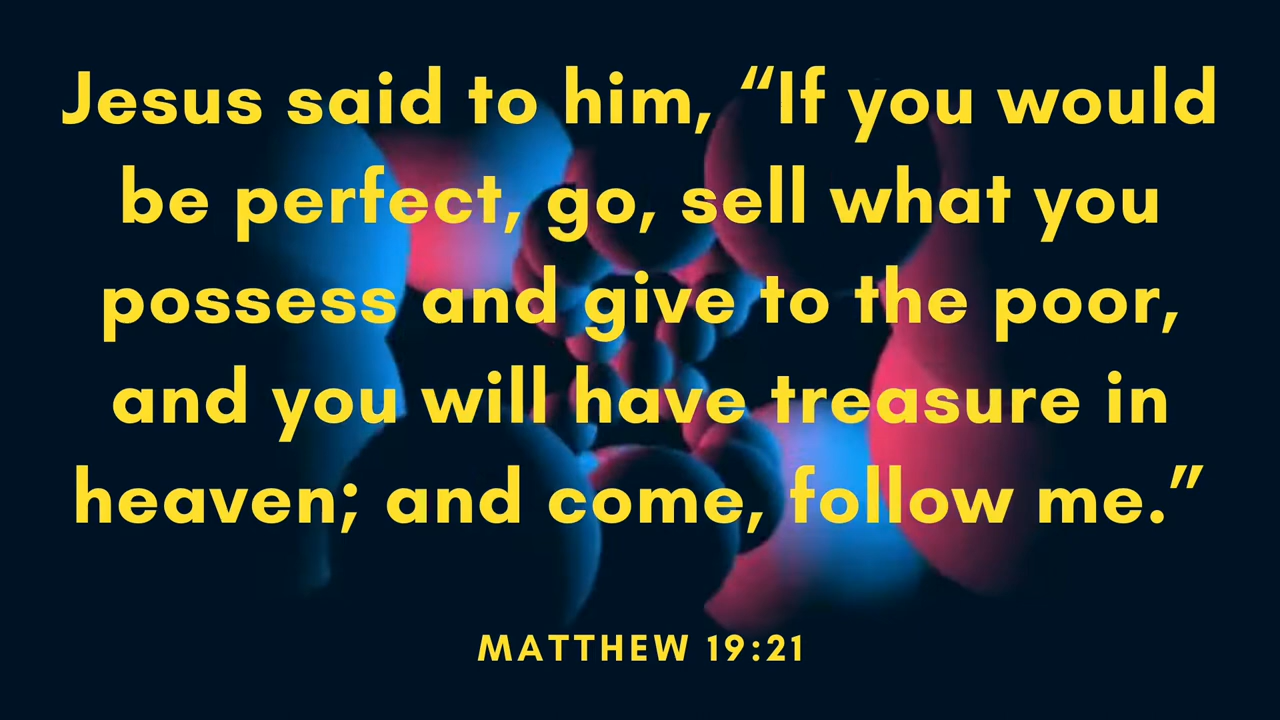 Jesus said to him, “If you would
be perfect, go, sell what you
possess and give to the poor,
and you will have treasure in
heaven; and come, follow me.”
MATTHEW 19:21